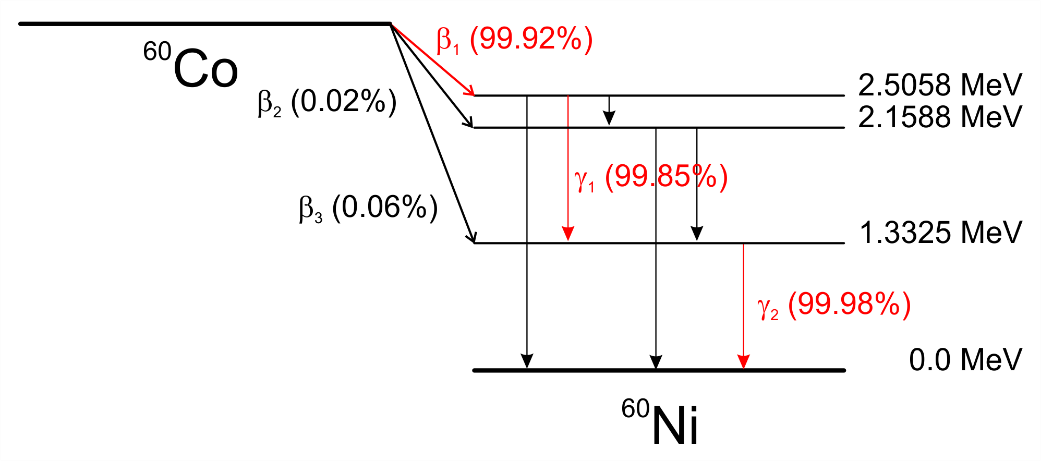 ⁶⁰Co
β₁ (99.92%)
β₂ (0.02%)
β₃ (0.06%)
2.5058 MeV
2.1588 MeV
γ₁ (99.85%)
1.3325 MeV
γ₂ (99.98%)
0.0 MeV
⁶⁰Ni